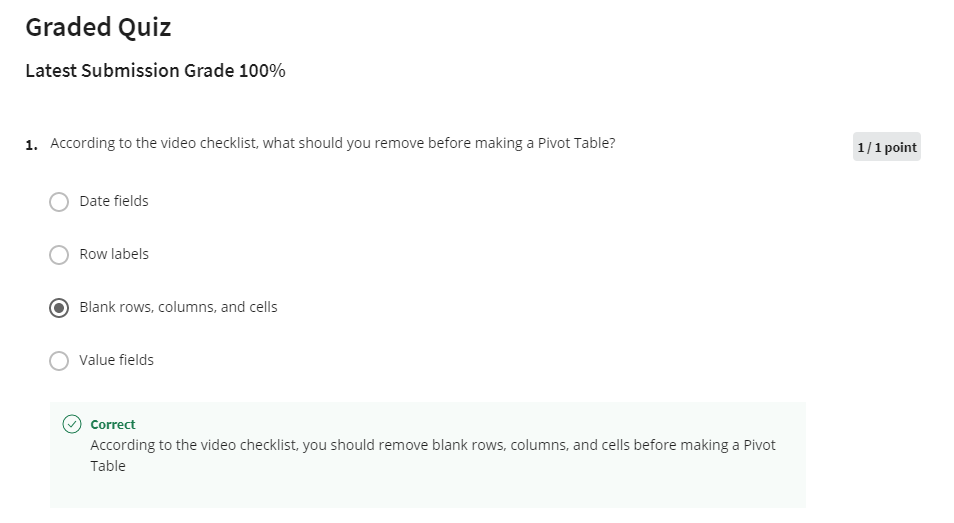 Graded Quiz
Latest Submission Grade 100%
1. According to the video checklist, what should you remove before making a Pivot Table?
1 / 1 point
Date fields
Row labels
Blank rows, columns, and cells
Value fields
Correct
According to the video checklist, you should remove blank rows, columns, and cells before making a Pivot
Table